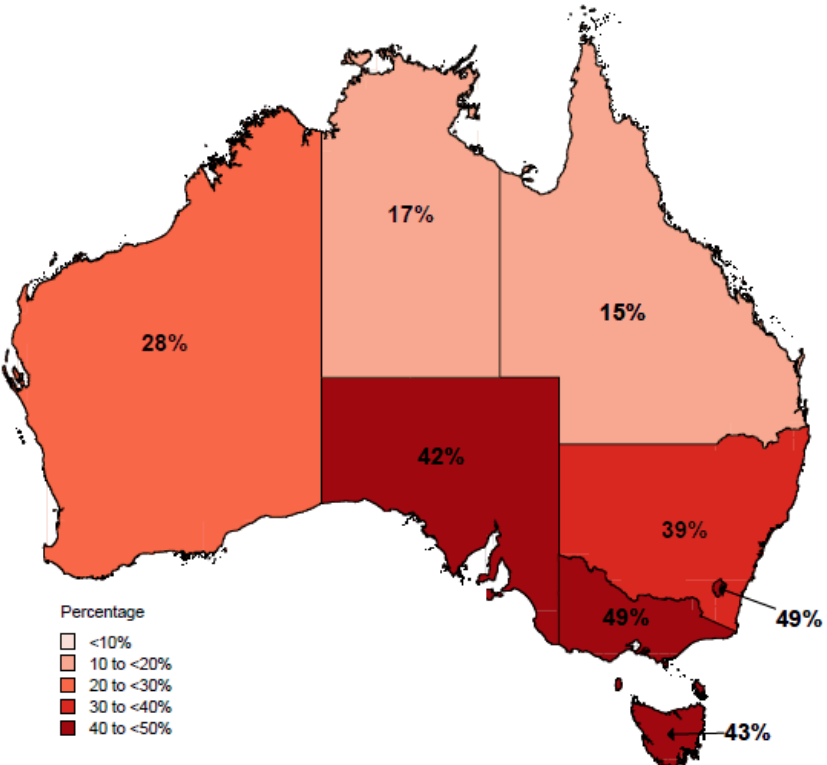 17%
15%
28%
42%
39%
49%
49%
43%
Percentage
<10%
10 to <20%
20 to <30%
30 to <40%
40 to <50%